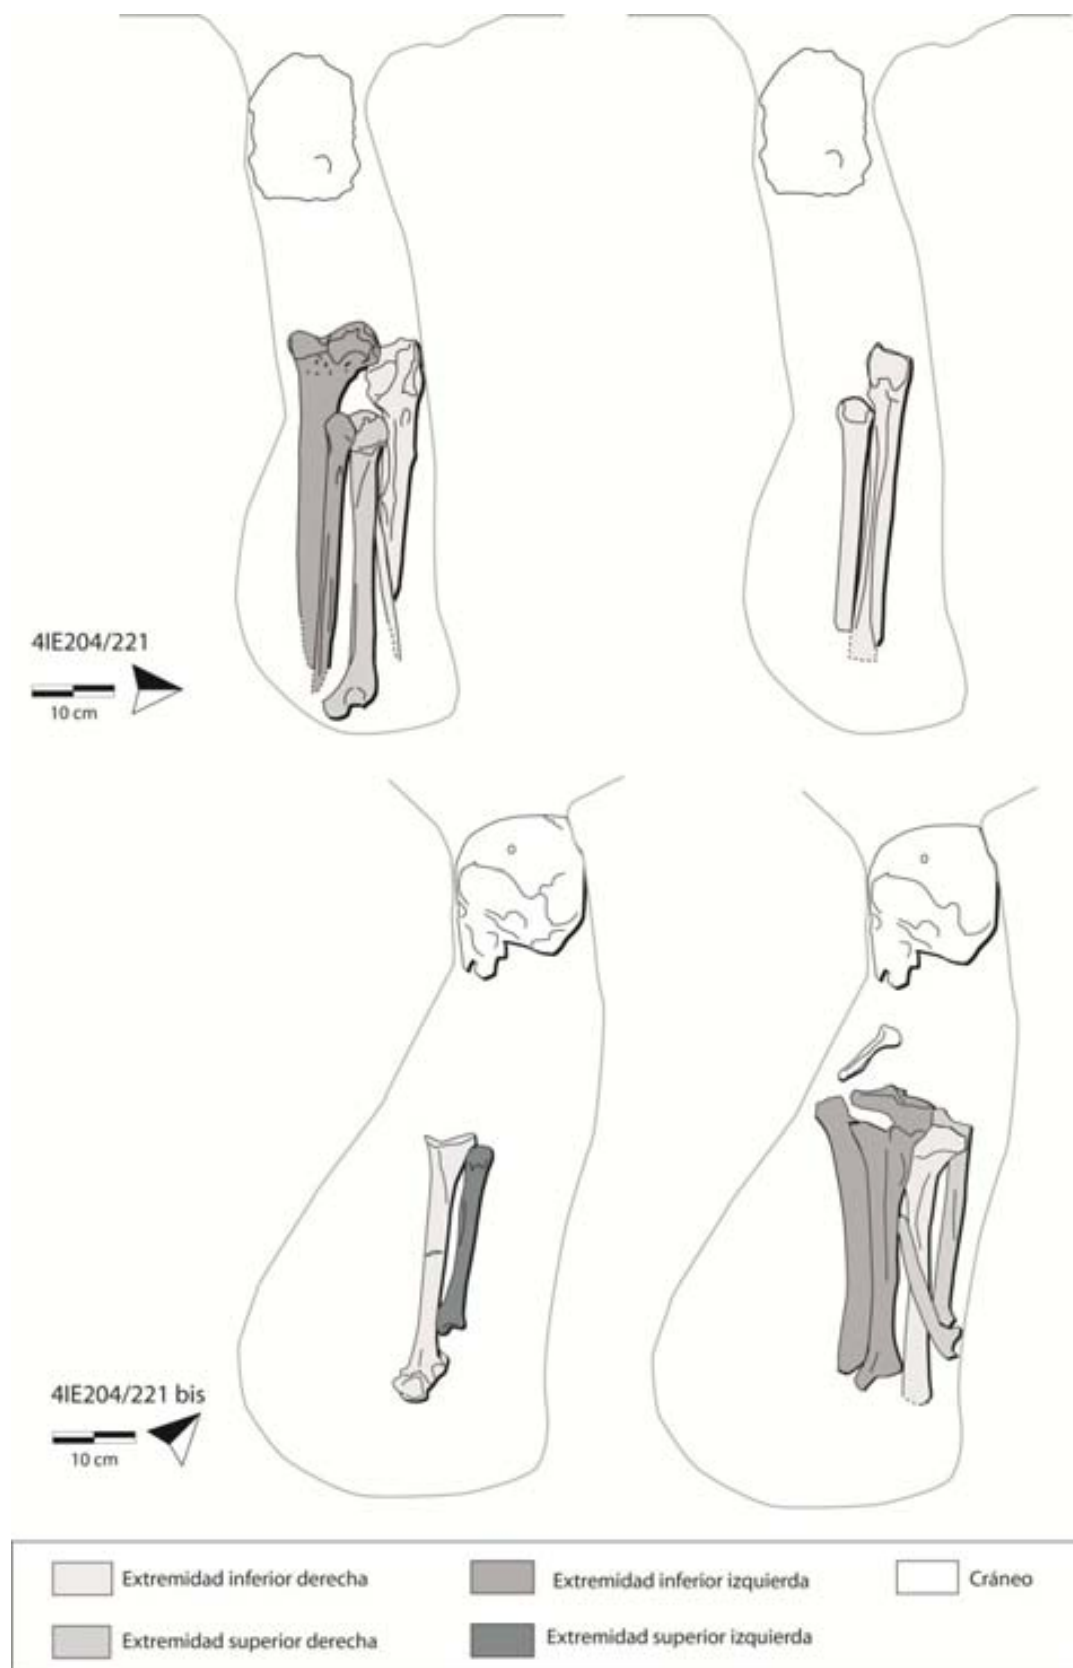 4IE204/221
10 cm
4IE204/221 bis
10 cm
Extremidad inferior derecha
Extremidad inferior izquierda
Cráneo
Extremidad superior derecha
Extremidad superior izquierda